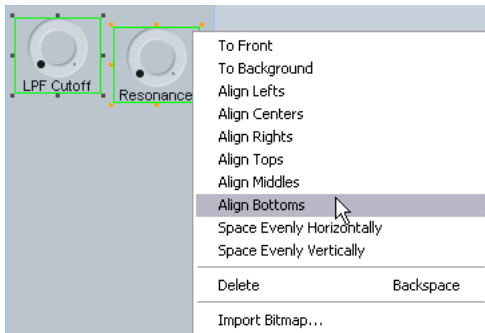 LPF Cutoff
Resonance
To Front
To Background
Align Lefts
Align Centers
Align Rights
Align Tops
Align Middles
Align Bottoms
Space Evenly Horizontally
Space Evenly Vertically
Delete Backspace
Import Bitmap...